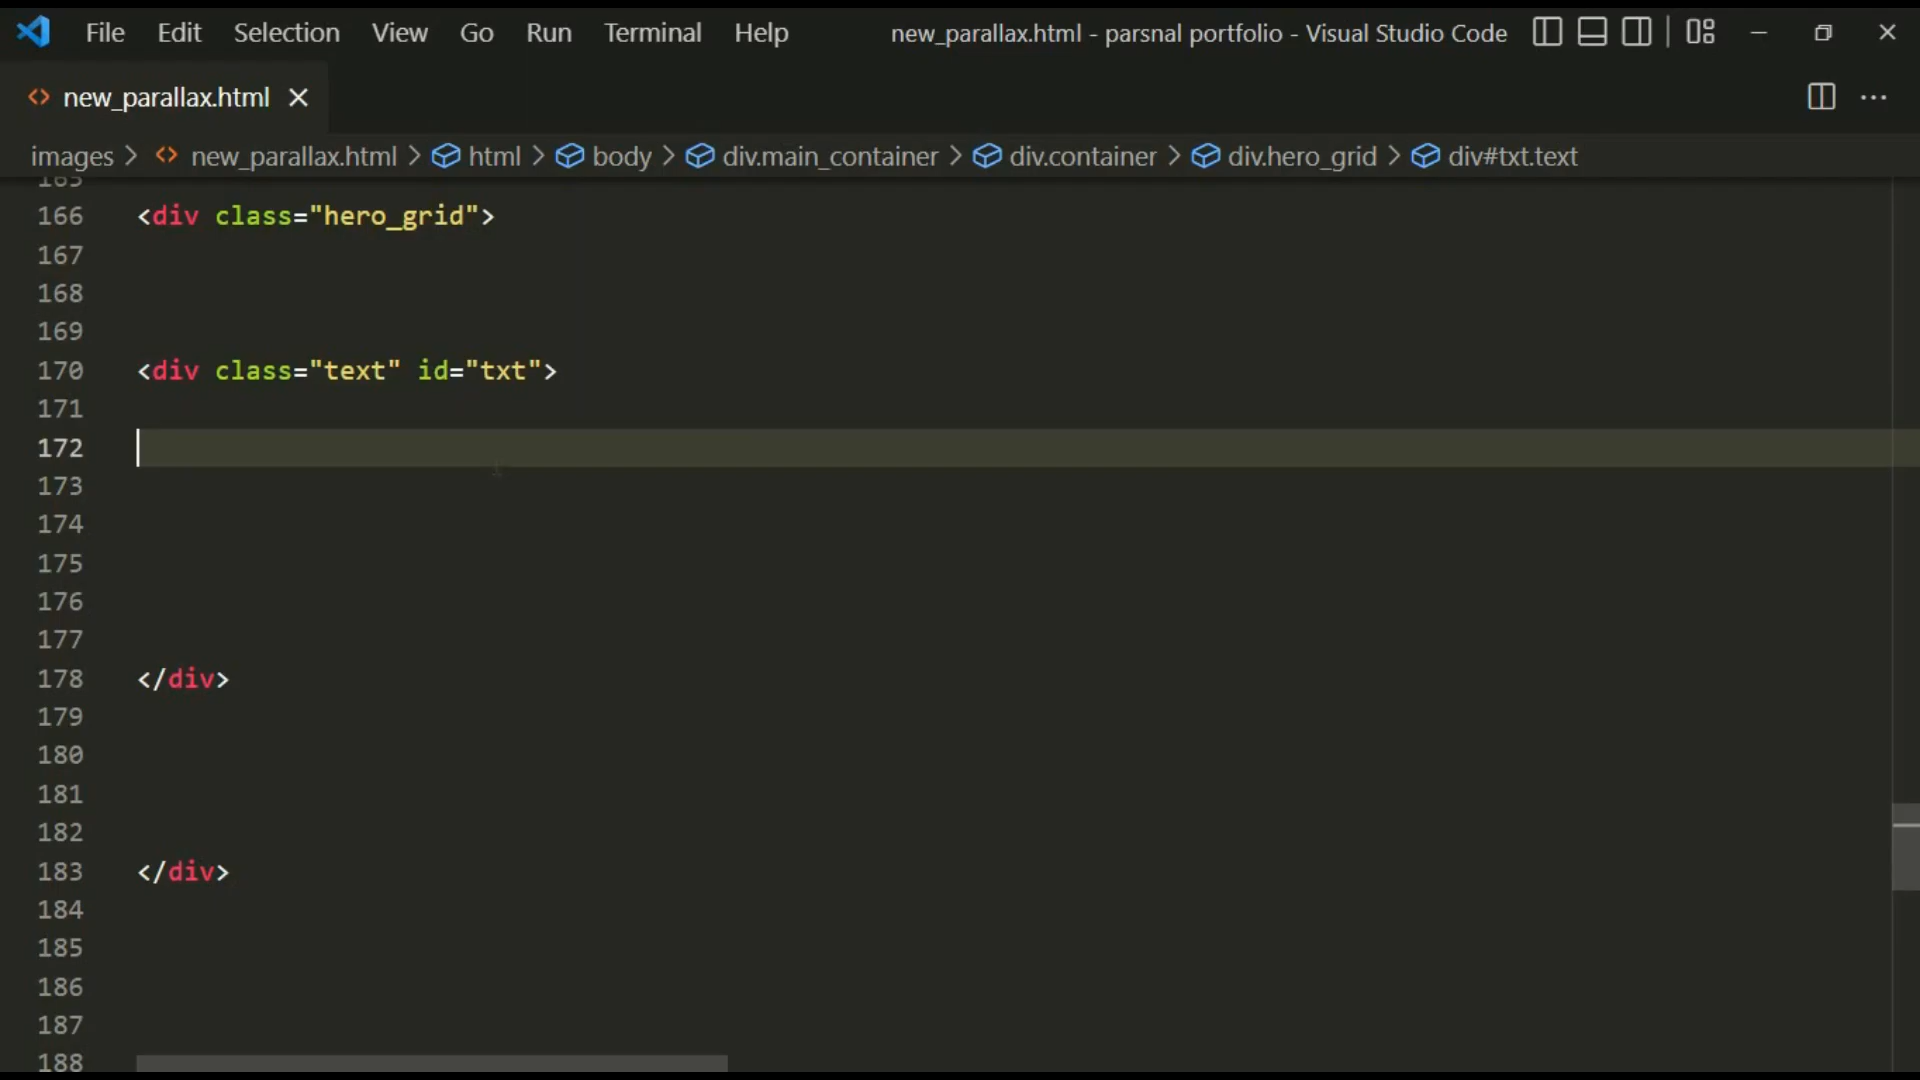 File Edit Selection View Go Run Terminal Help new_parallax.html - parsnal portfolio - Visual Studio Code
new_parallax.html
images > new_parallax.html > html > body > div.main_container > div.container > div.hero_grid > div#txt.text
165
166 <div class="hero_grid">
167
168
169
170 <div class="text" id="txt">
171
172
173
174
175
176
177
178 </div>
179
180
181
182
183 </div>
184
185
186
187
188